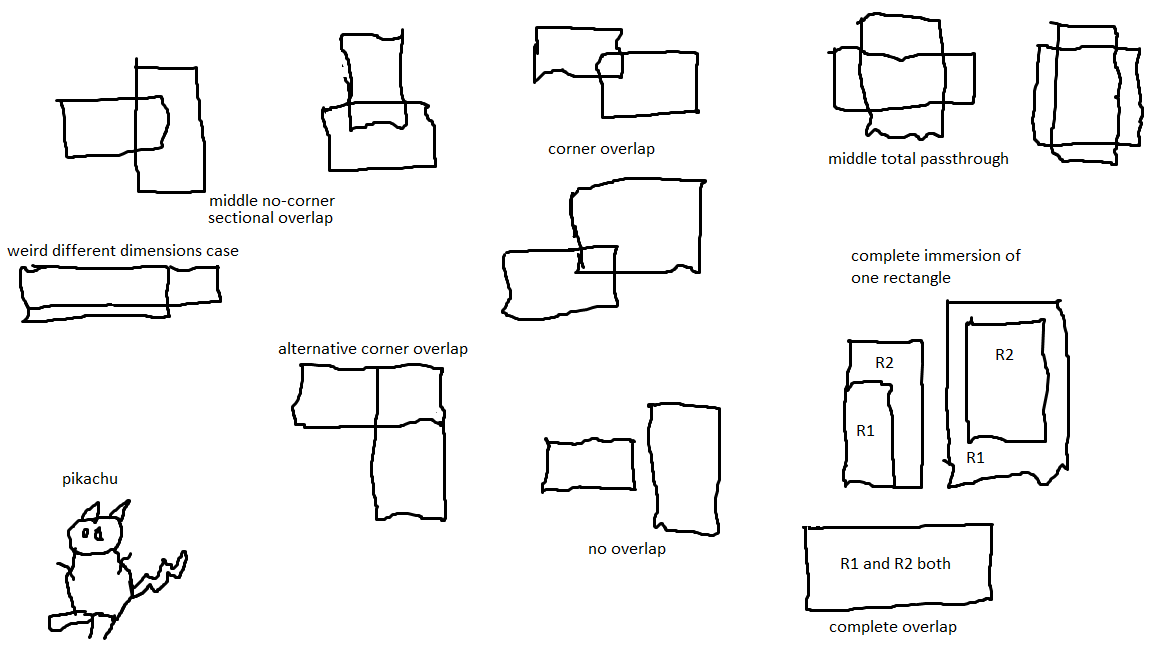 corner overlap
middle total passthrough
middle no-corner
sectional overlap
weird different dimensions case
complete immersion of
one rectangle
alternative corner overlap
R2
R2
R1
R1
pikachu
no overlap
R1 and R2 both
complete overlap